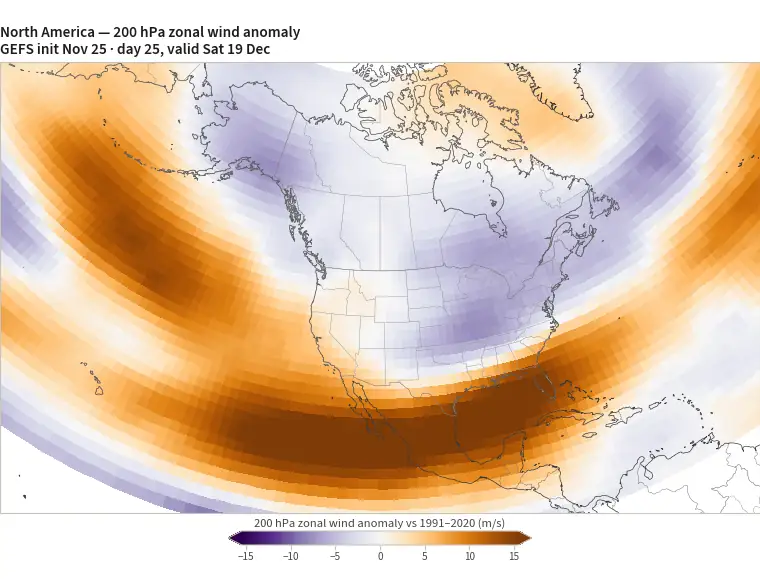 North America — 200 hPa zonal wind anomaly
GEFS init Nov 25 · day 25, valid Sat 19 Dec
200 hPa zonal wind anomaly vs 1991–2020 (m/s)
−15 −10 −5 0 5 10 15